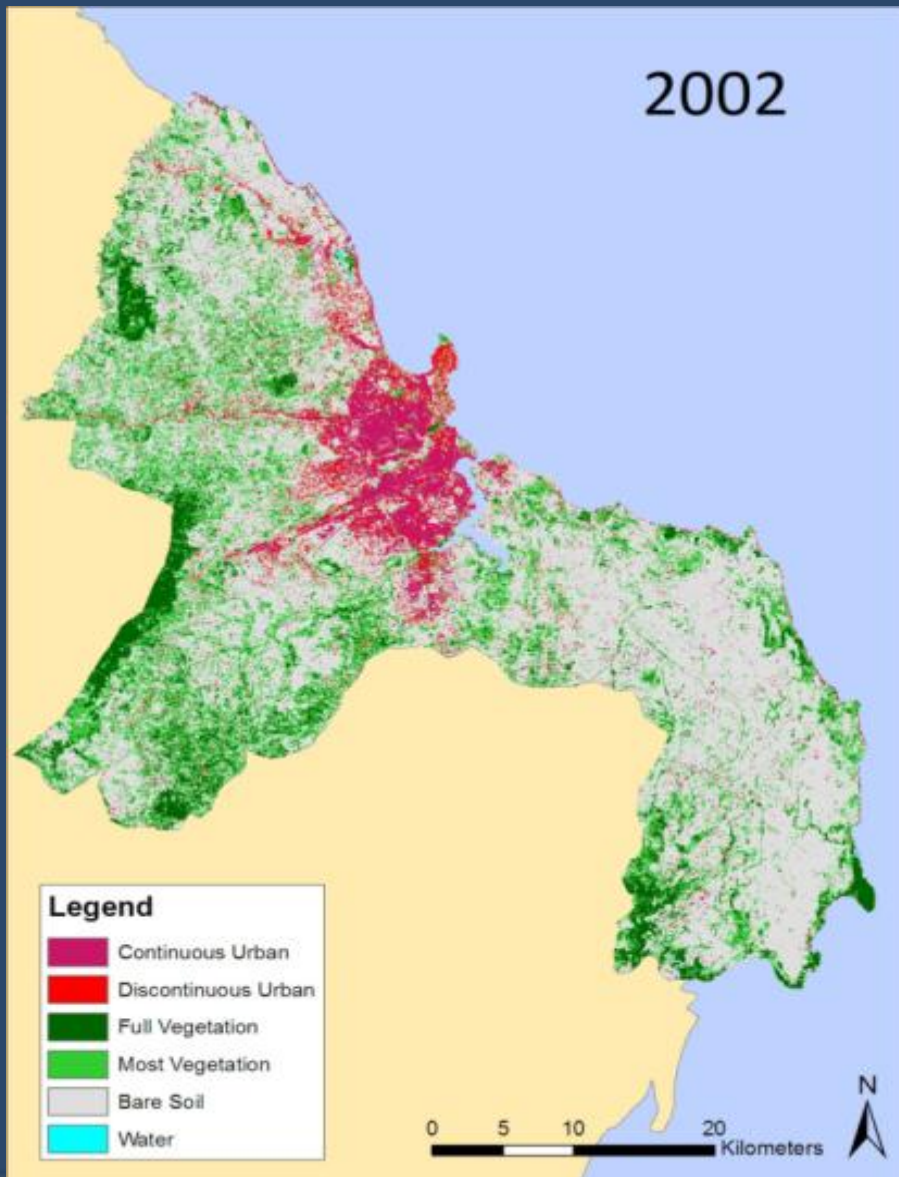 2002
Legend
Continuous Urban
Discontinuous Urban
Full Vegetation
Most Vegetation
Bare Soil
Water
N
0 5 10 20
Kilometers